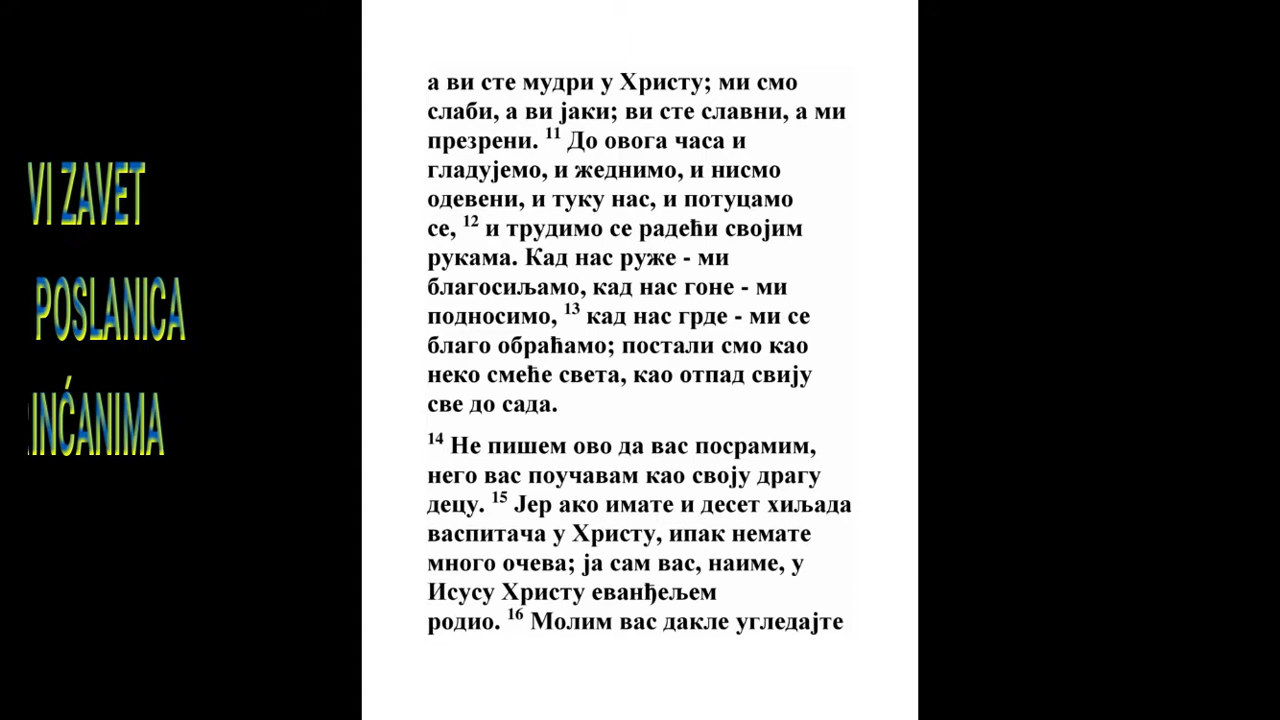 VI ZAVET
POSLANICA
INĆANIMA
а ви сте мудри у Христу; ми смо
слаби, а ви јаки; ви сте славни, а ми
презрени. 11 До овога часа и
гладујемо, и жеднимо, и нисмо
одевени, и туку нас, и потуцамо
се, 12 и трудимо се радећи својим
рукама. Кад нас руже - ми
благосиљамо, кад нас гоне - ми
подносимо, 13 кад нас грде - ми се
благо обраћамо; постали смо као
неко смеће света, као отпад свију
све до сада.
14 Не пишем ово да вас посрамим,
него вас поучавам као своју драгу
децу. 15 Јер ако имате и десет хиљада
васпитача у Христу, ипак немате
много очева; ја сам вас, наиме, у
Исусу Христу еванђељем
родио. 16 Молим вас дакле угледајте